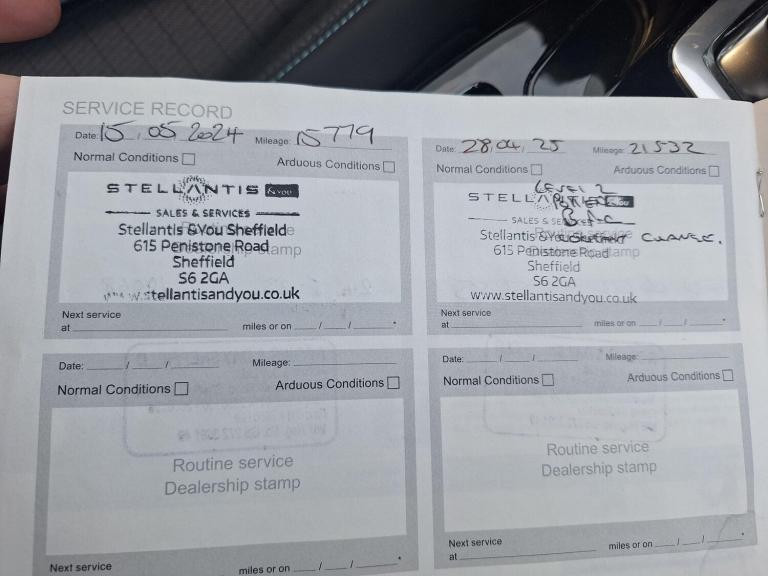 SERVICE RECORD
Date: 15 . 05 2024 Mileage: 15779
Normal Conditions Arduous Conditions
STELLANTIS &YOU
SALES & SERVICES
Stellantis &You Sheffield
615 Penistone Road
Sheffield
S6 2GA
www.stellantisandyou.co.uk
Next service
at miles or on / / *
Date: 28.04. 25 Mileage: 21532
Normal Conditions Arduous Conditions
LEVEL 2
STELLANTIS &YOU
SALES & SERVICES
Stellantis &You CHANGE.
615 Penistone Road
Sheffield
S6 2GA
www.stellantisandyou.co.uk
Next service
at miles or on / / *
Date: / / Mileage:
Normal Conditions Arduous Conditions
Routine service
Dealership stamp
Next service
miles or on / / *
Date: / / Mileage:
Normal Conditions Arduous Conditions
Routine service
Dealership stamp
Next service
at miles or on / / *